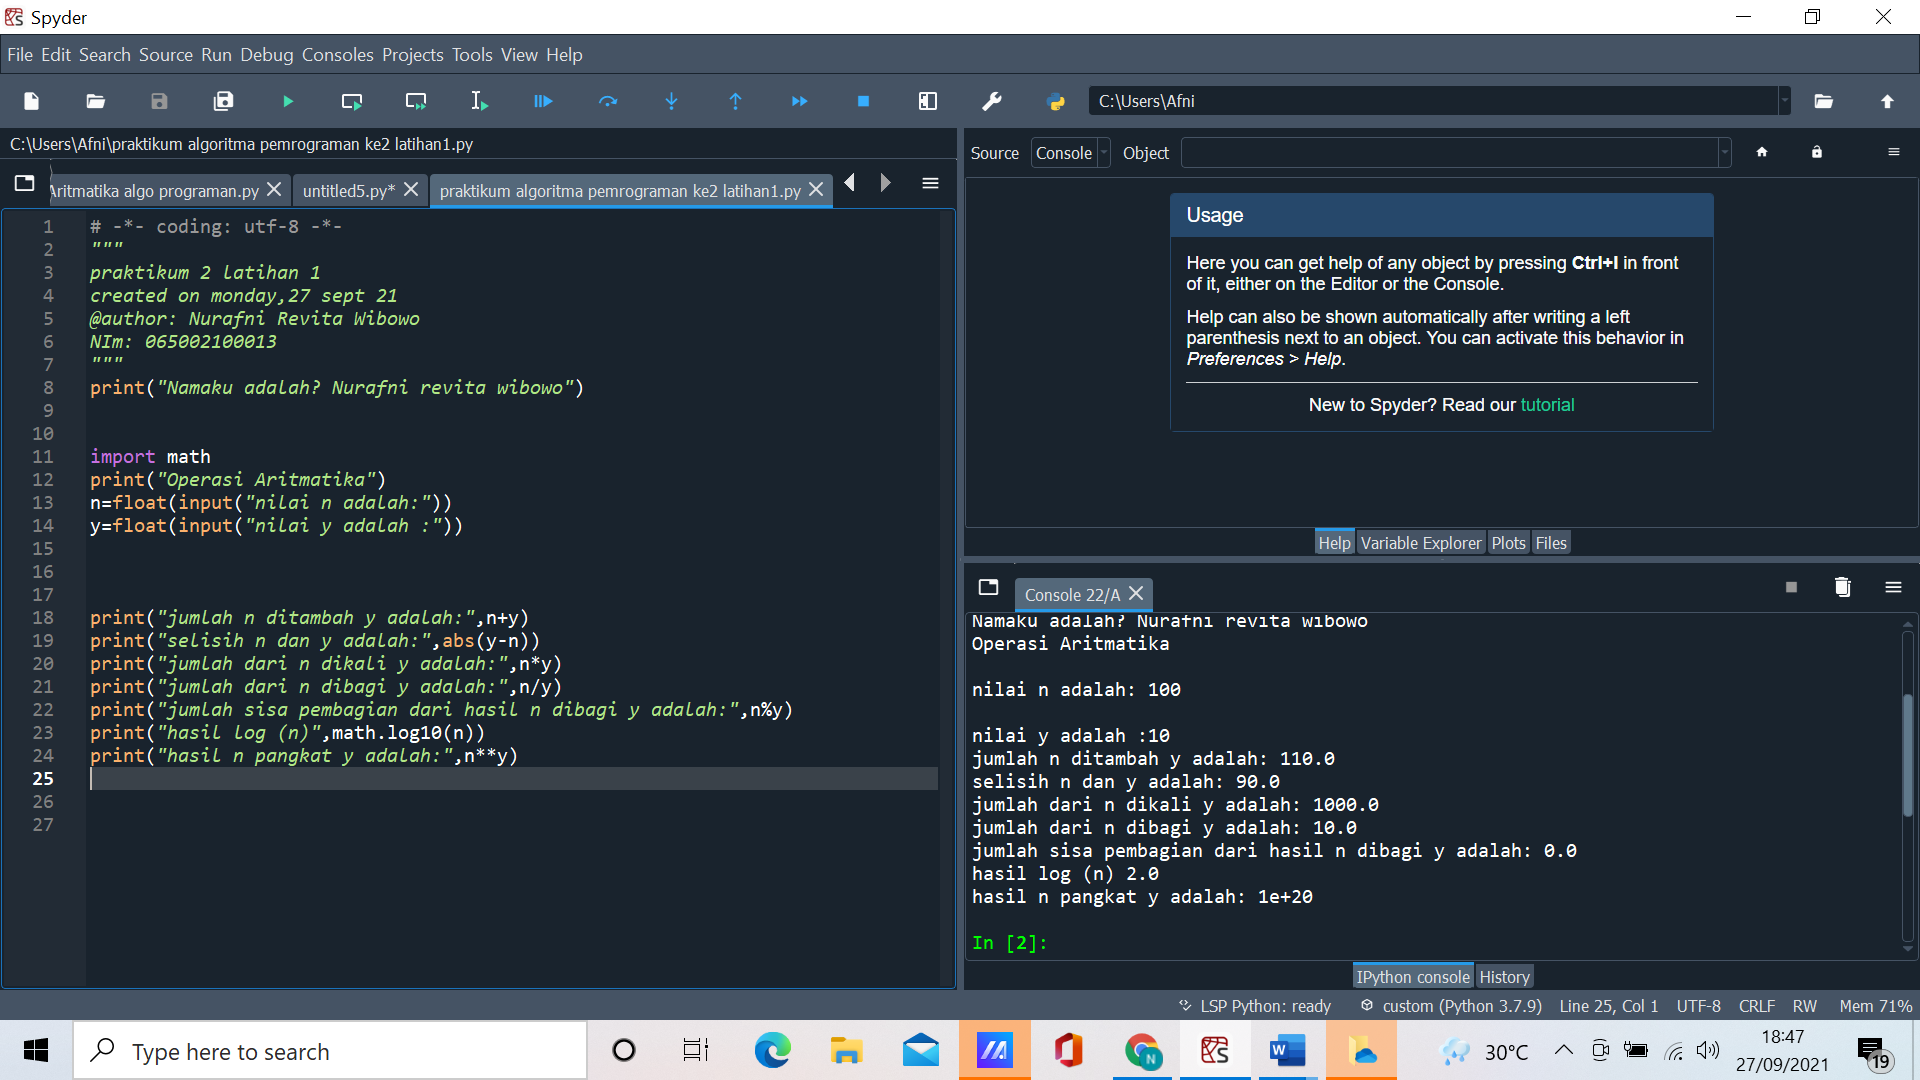 Spyder
File Edit Search Source Run Debug Consoles Projects Tools View Help
C:\Users\Afni
C:\Users\Afni\praktikum algoritma pemrograman ke2 latihan1.py
Aritmatika algo programan.py
untitled5.py*
praktikum algoritma pemrograman ke2 latihan1.py
1 # -*- coding: utf-8 -*-
2 """
3 praktikum 2 latihan 1
4 created on monday,27 sept 21
5 @author: Nurafni Revita Wibowo
6 NIm: 065002100013
7 """
8 print("Namaku adalah? Nurafni revita wibowo")
9
10
11 import math
12 print("Operasi Aritmatika")
13 n=float(input("nilai n adalah:"))
14 y=float(input("nilai y adalah :"))
15
16
17
18 print("jumlah n ditambah y adalah:",n+y)
19 print("selisih n dan y adalah:",abs(y-n))
20 print("jumlah dari n dikali y adalah:",n*y)
21 print("jumlah dari n dibagi y adalah:",n/y)
22 print("jumlah sisa pembagian dari hasil n dibagi y adalah:",n%y)
23 print("hasil log (n)",math.log10(n))
24 print("hasil n pangkat y adalah:",n**y)
25
26
27
Source Console Object
Usage
Here you can get help of any object by pressing Ctrl+I in front
of it, either on the Editor or the Console.
Help can also be shown automatically after writing a left
parenthesis next to an object. You can activate this behavior in
Preferences > Help.
New to Spyder? Read our tutorial
Help Variable Explorer Plots Files
Console 22/A
Namaku adalah? Nurafni revita wibowo
Operasi Aritmatika
nilai n adalah: 100
nilai y adalah :10
jumlah n ditambah y adalah: 110.0
selisih n dan y adalah: 90.0
jumlah dari n dikali y adalah: 1000.0
jumlah dari n dibagi y adalah: 10.0
jumlah sisa pembagian dari hasil n dibagi y adalah: 0.0
hasil log (n) 2.0
hasil n pangkat y adalah: 1e+20
In [2]:
IPython console History
LSP Python: ready custom (Python 3.7.9) Line 25, Col 1 UTF-8 CRLF RW Mem 71%
Type here to search
N
W
30°C
18:47
27/09/2021
19